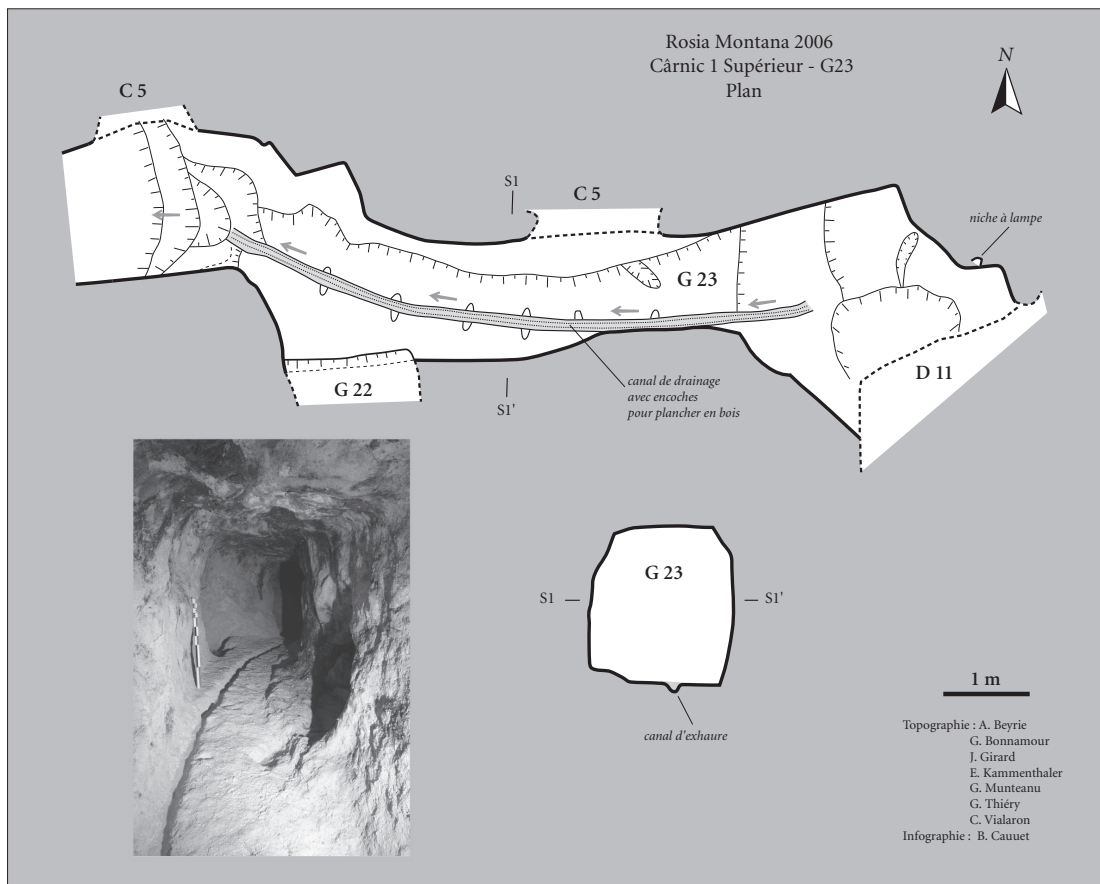 Rosia Montana 2006
Cârnic 1 Supérieur - G23
Plan
N
C 5
S1
C 5
niche à lampe
G 23
D 11
G 22
S1'
canal de drainage
avec encoches
pour plancher en bois
G 23
S1
S1'
canal d'exhaure
1 m
Topographie : A. Beyrie
G. Bonnamour
J. Girard
E. Kammenthaler
G. Munteanu
G. Thiéry
C. Vialaron
Infographie : B. Cauuet